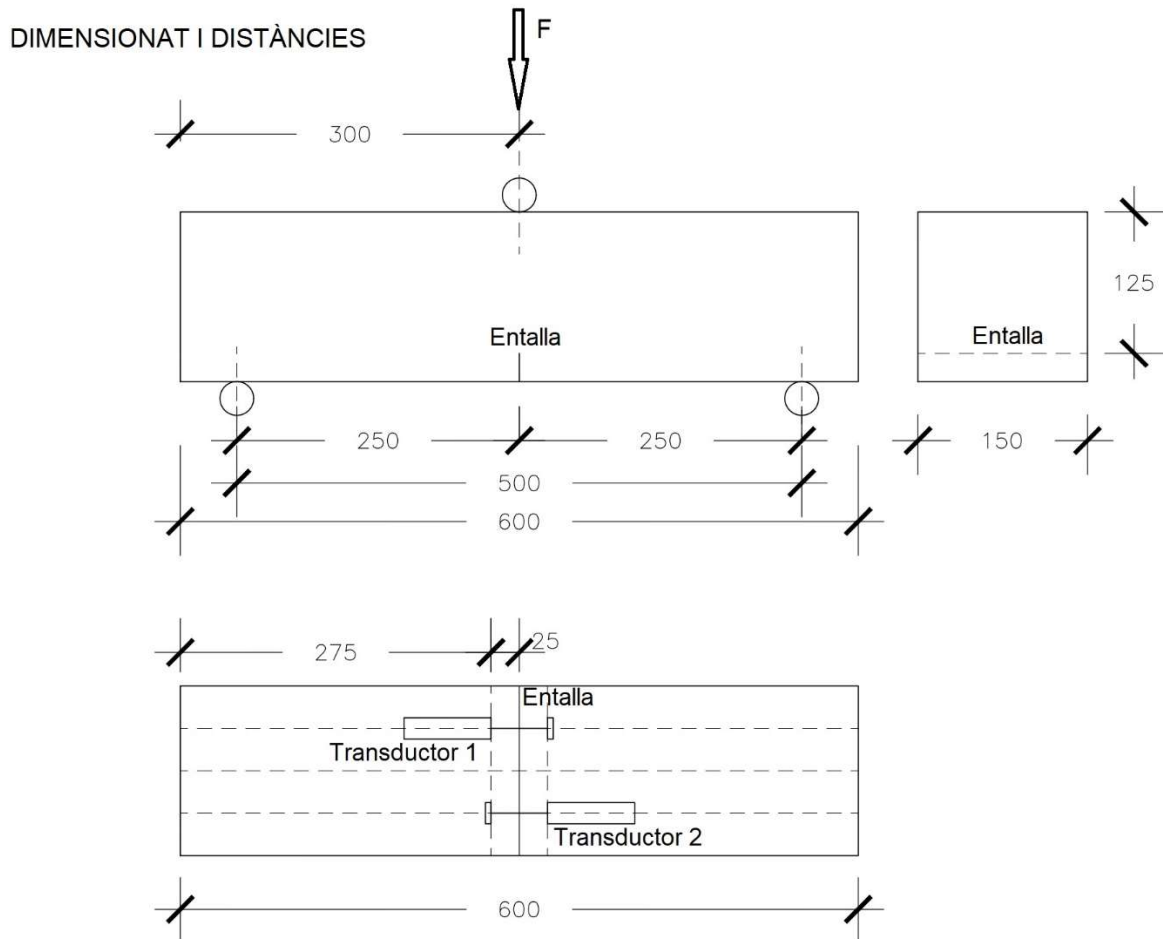 DIMENSIONAT I DISTÀNCIES
F
300
Entalla
Entalla
125
250
250
150
500
600
275
25
Entalla
Transductor 1
Transductor 2
600